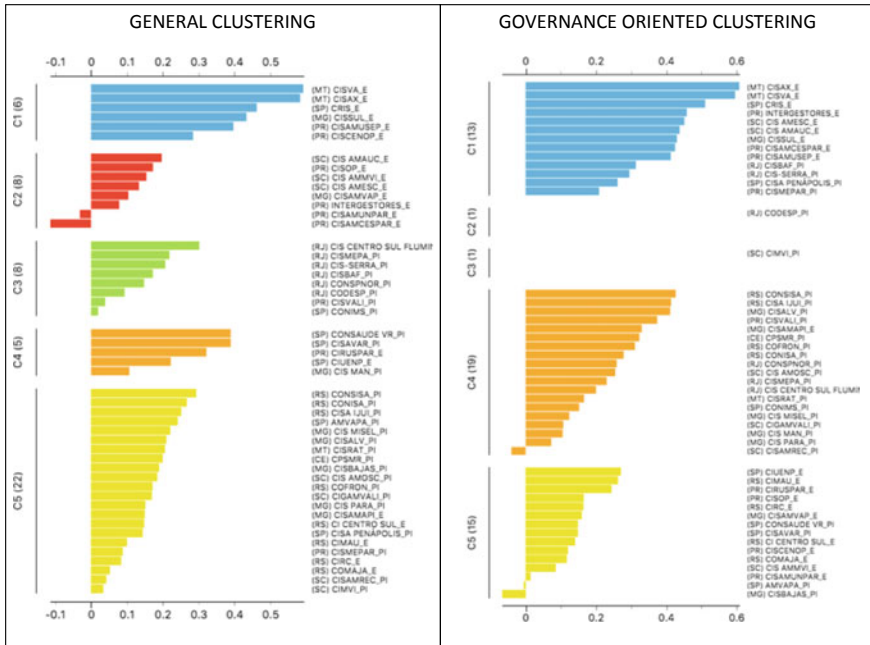 GENERAL CLUSTERING
-0.1 0 0.1 0.2 0.3 0.4 0.5
C1 (6)
(MT) CISVA_E
(MT) CISAX_E
(SP) CRIS_E
(MG) CISSUL_E
(PR) CISAMUSEP_E
(PR) CISCENOP_E
C2 (8)
(SC) CIS AMAUC_E
(PR) CISOP_E
(SC) CIS AMMVI_E
(SC) CIS AMESC_E
(MG) CISAMVAP_E
(PR) INTERGESTORES_E
(PR) CISAMUNPAR_E
(PR) CISAMCESPAR_E
C3 (8)
(RJ) CIS CENTRO SUL FLUMIN
(RJ) CISMEPA_PI
(RJ) CIS-SERRA_PI
(RJ) CISBAF_PI
(RJ) CONSPNOR_PI
(RJ) CODESP_PI
(PR) CISVALI_PI
(SP) CONIMS_PI
C4 (5)
(SP) CONSAUDE VR_PI
(SP) CISAVAR_PI
(PR) CIRUSPAR_E
(SP) CIUENP_E
(MG) CIS MAN_PI
C5 (22)
(RS) CONSISA_PI
(RS) CONISA_PI
(RS) CISA IJUI_PI
(SP) AMVAPA_PI
(MG) CIS MISEL_PI
(MG) CISALV_PI
(MT) CISRAT_PI
(CE) CPSMR_PI
(MG) CISBAJAS_PI
(SC) CIS AMOSC_PI
(RS) COFRON_PI
(SC) CIGAMVALI_PI
(MG) CIS PARA_PI
(MG) CISAMAPI_E
(RS) CI CENTRO SUL_E
(SP) CISA PENÁPOLIS_PI
(RS) CIMAU_E
(PR) CISMEPAR_PI
(RS) CIRC_E
(RS) COMAJA_E
(SC) CISAMREC_PI
(SC) CIMVI_PI
-0.1 0 0.1 0.2 0.3 0.4 0.5
GOVERNANCE ORIENTED CLUSTERING
0 0.2 0.4 0.6
C1 (13)
(MT) CISAX_E
(MT) CISVA_E
(SP) CRIS_E
(PR) INTERGESTORES_E
(SC) CIS AMESC_E
(SC) CIS AMAUC_E
(MG) CISSUL_E
(PR) CISAMCESPAR_E
(PR) CISAMUSEP_E
(RJ) CISBAF_PI
(RJ) CIS-SERRA_PI
(SP) CISA PENÁPOLIS_PI
(PR) CISMEPAR_PI
C2 (1)
(RJ) CODESP_PI
C3 (1)
(SC) CIMVI_PI
C4 (19)
(RS) CONSISA_PI
(RS) CISA IJUI_PI
(MG) CISALV_PI
(PR) CISVALI_PI
(MG) CISAMAPI_E
(CE) CPSMR_PI
(RS) COFRON_PI
(RS) CONISA_PI
(RJ) CONSPNOR_PI
(SC) CIS AMOSC_PI
(RJ) CISMEPA_PI
(RJ) CIS CENTRO SUL FLUMIN
(MT) CISRAT_PI
(SP) CONIMS_PI
(MG) CIS MISEL_PI
(SC) CIGAMVALI_PI
(MG) CIS MAN_PI
(MG) CIS PARA_PI
(SC) CISAMREC_PI
C5 (15)
(SP) CIUENP_E
(RS) CIMAU_E
(PR) CIRUSPAR_E
(PR) CISOP_E
(RS) CIRC_E
(MG) CISAMVAP_E
(SP) CONSAUDE VR_PI
(SP) CISAVAR_PI
(RS) CI CENTRO SUL_E
(PR) CISCENOP_E
(RS) COMAJA_E
(SC) CIS AMMVI_E
(PR) CISAMUNPAR_E
(SP) AMVAPA_PI
(MG) CISBAJAS_PI
0 0.2 0.4 0.6